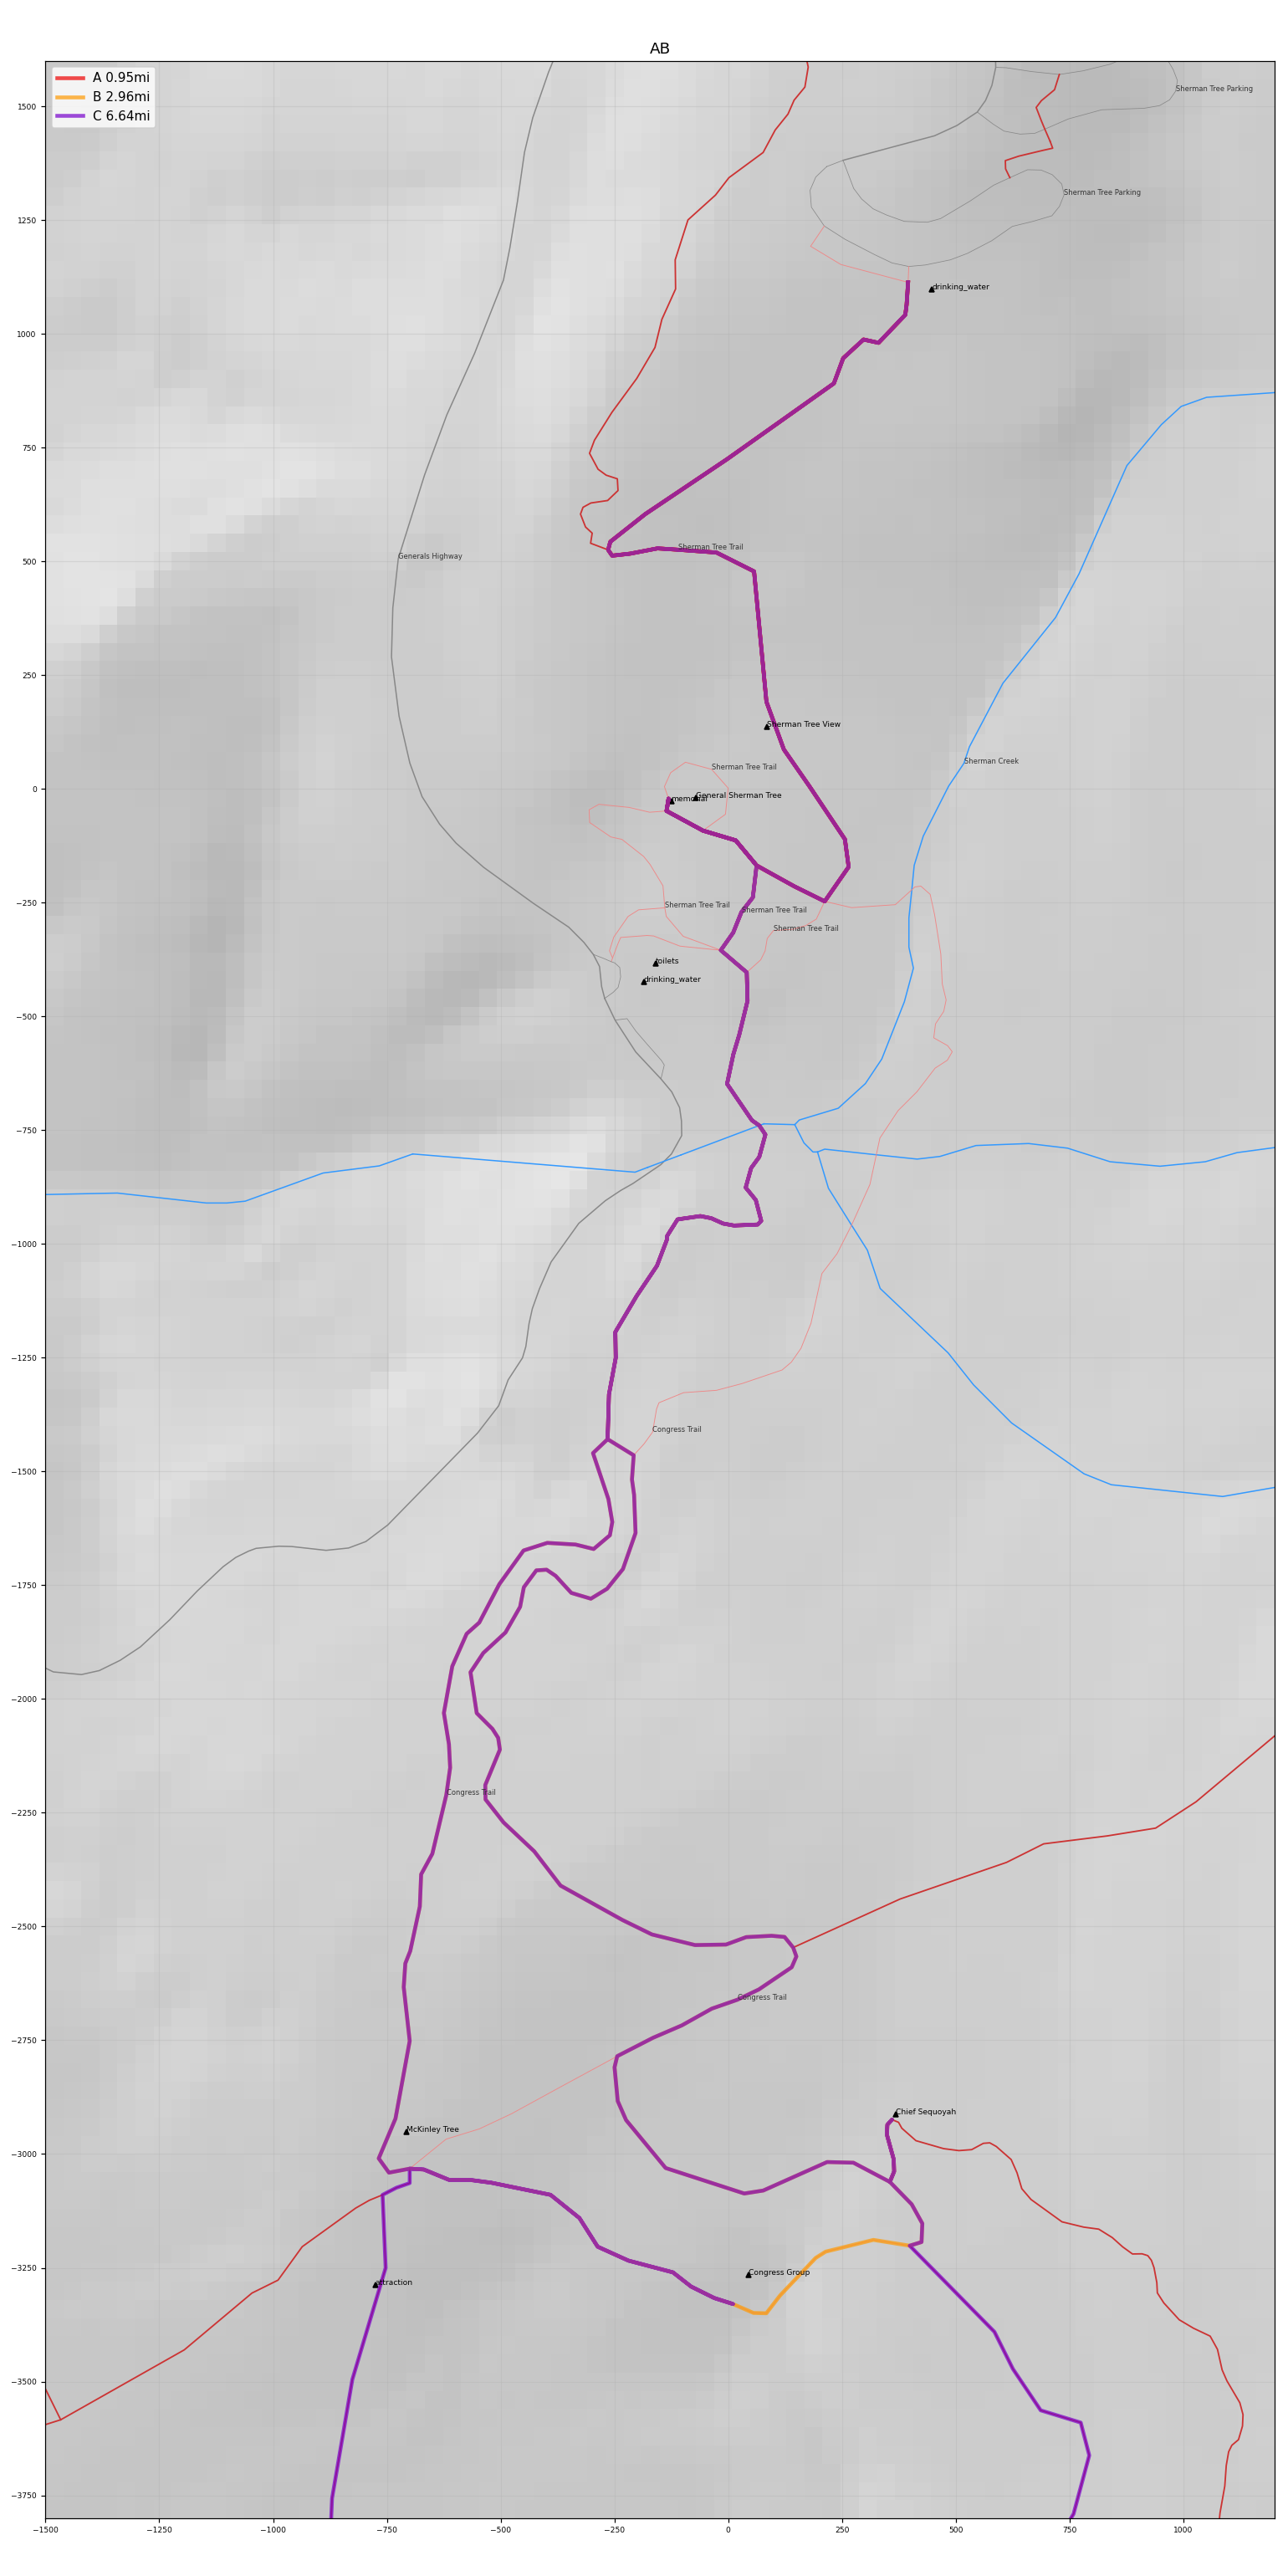 AB
A 0.95mi
B 2.96mi
C 6.64mi
Sherman Tree Parking
Sherman Tree Parking
drinking_water
Sherman Tree Trail
Generals Highway
Sherman Tree View
Sherman Creek
Sherman Tree Trail
General Sherman Tree
memorial
Sherman Tree Trail
Sherman Tree Trail
Sherman Tree Trail
toilets
drinking_water
Congress Trail
Congress Trail
Congress Trail
Chief Sequoyah
McKinley Tree
Congress Group
attraction
1500
1250
1000
750
500
250
0
−250
−500
−750
−1000
−1250
−1500
−1750
−2000
−2250
−2500
−2750
−3000
−3250
−3500
−3750
−1500 −1250 −1000 −750 −500 −250 0 250 500 750 1000